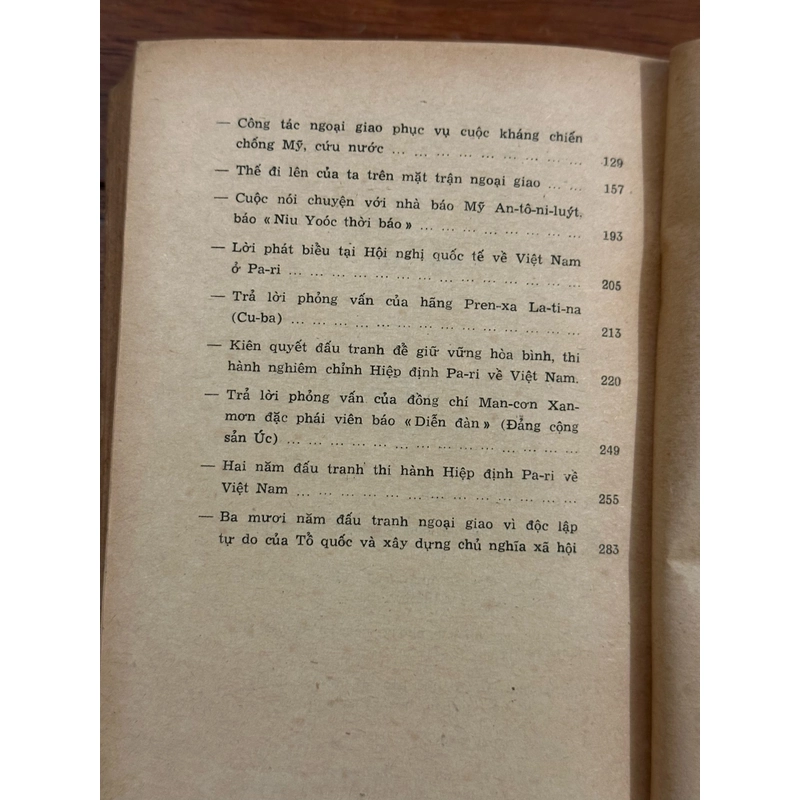 — Công tác ngoại giao phục vụ cuộc kháng chiến
chống Mỹ, cứu nước ... ... ... ... ... ... ... ... ... 129
— Thế đi lên của ta trên mặt trận ngoại giao ... ... 157
— Cuộc nói chuyện với nhà báo Mỹ An-tô-ni-luýt,
báo « Niu Yoóc thời báo » ... ... ... ... ... ... ... ... 193
— Lời phát biểu tại Hội nghị quốc tế về Việt Nam
ở Pa-ri ... ... ... ... ... ... ... ... ... ... ... ... ... 205
— Trả lời phỏng vấn của hãng Pren-xa La-ti-na
(Cu-ba) ... ... ... ... ... ... ... ... ... ... ... ... ... 213
— Kiên quyết đấu tranh để giữ vững hòa bình, thi
hành nghiêm chỉnh Hiệp định Pa-ri về Việt Nam. 220
— Trả lời phỏng vấn của đồng chí Man-cơn Xan-
mơn đặc phái viên báo « Diễn đàn » (Đảng cộng
sản Úc) ... ... ... ... ... ... ... ... ... ... ... ... ... 249
— Hai năm đấu tranh thi hành Hiệp định Pa-ri về
Việt Nam ... ... ... ... ... ... ... ... ... ... ... ... 255
— Ba mươi năm đấu tranh ngoại giao vì độc lập
tự do của Tổ quốc và xây dựng chủ nghĩa xã hội 283